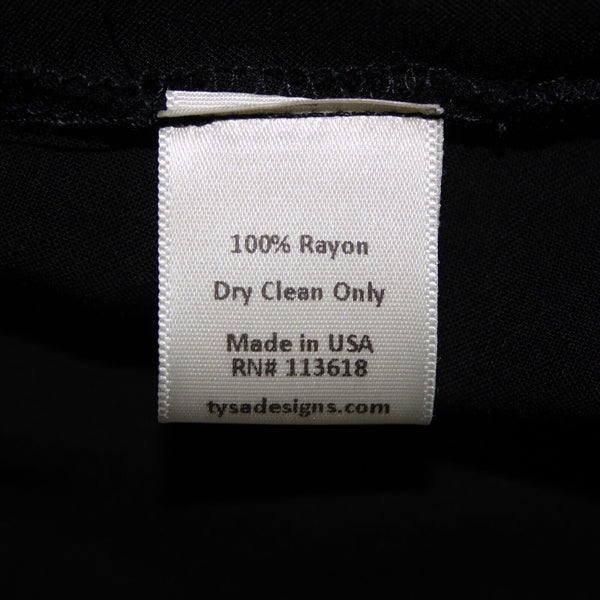 100% Rayon
Dry Clean Only
Made in USA
RN# 113618
tysadesigns.com